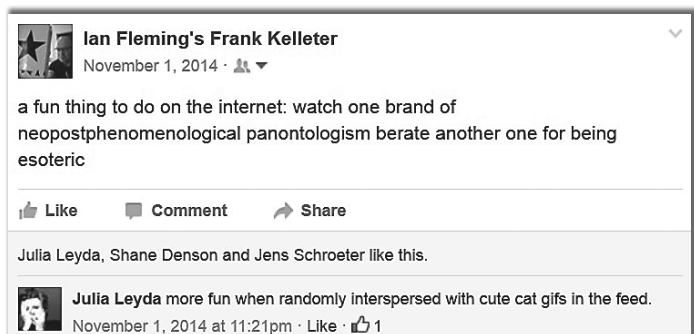 Ian Fleming's Frank Kelleter
November 1, 2014 ·
a fun thing to do on the internet: watch one brand of
neopostphenomenological panontologism berate another one for being
esoteric
Like Comment Share
Julia Leyda, Shane Denson and Jens Schroeter like this.
Julia Leyda more fun when randomly interspersed with cute cat gifs in the feed.
November 1, 2014 at 11:21pm · Like · 1